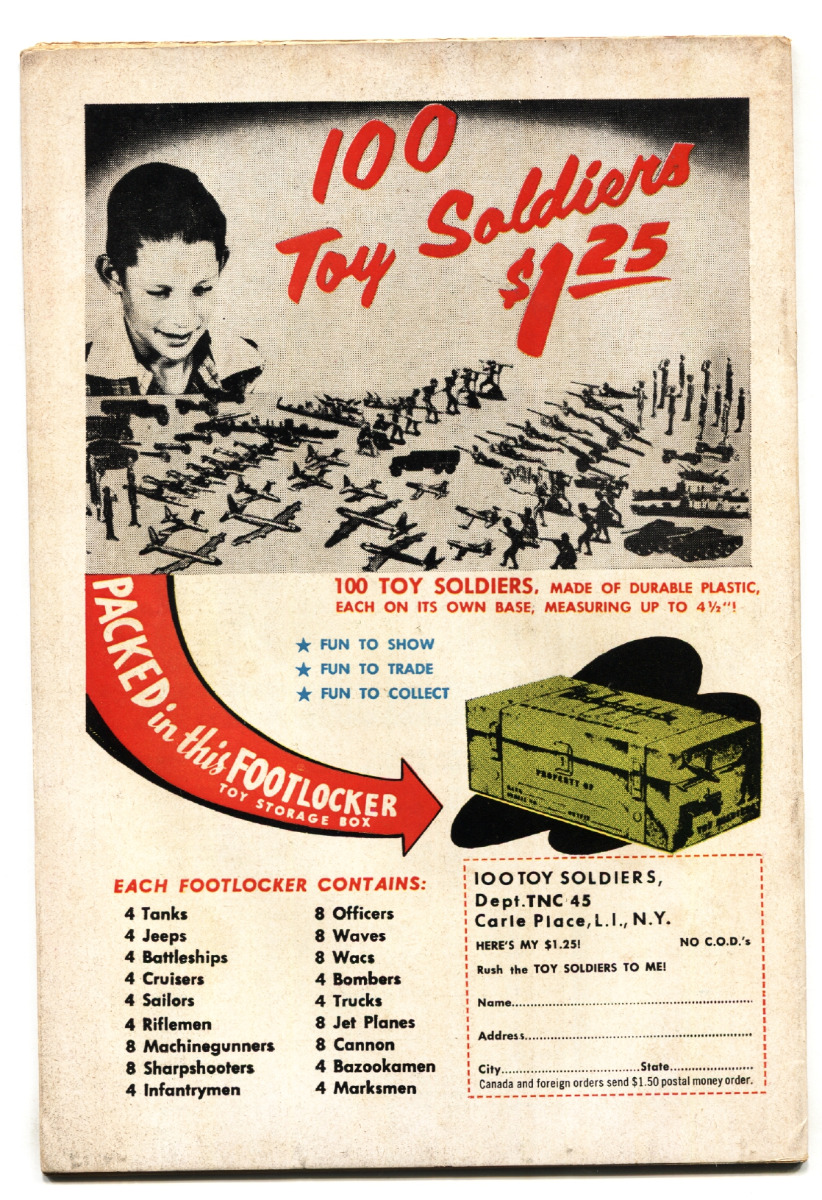 100
Toy Soldiers
$1.25
100 TOY SOLDIERS, MADE OF DURABLE PLASTIC,
EACH ON ITS OWN BASE, MEASURING UP TO 4½"!
★ FUN TO SHOW
★ FUN TO TRADE
★ FUN TO COLLECT
PACKED in this FOOTLOCKER
TOY STORAGE BOX
PROPERTY OF
EACH FOOTLOCKER CONTAINS:
4 Tanks
4 Jeeps
4 Battleships
4 Cruisers
4 Sailors
4 Riflemen
8 Machinegunners
8 Sharpshooters
4 Infantrymen
8 Officers
8 Waves
8 Wacs
4 Bombers
4 Trucks
8 Jet Planes
8 Cannon
4 Bazookamen
4 Marksmen
100 TOY SOLDIERS,
Dept. TNC 45
Carle Place, L.I., N.Y.
HERE'S MY $1.25! NO C.O.D.'s
Rush the TOY SOLDIERS TO ME!
Name
Address
City State
Canada and foreign orders send $1.50 postal money order.